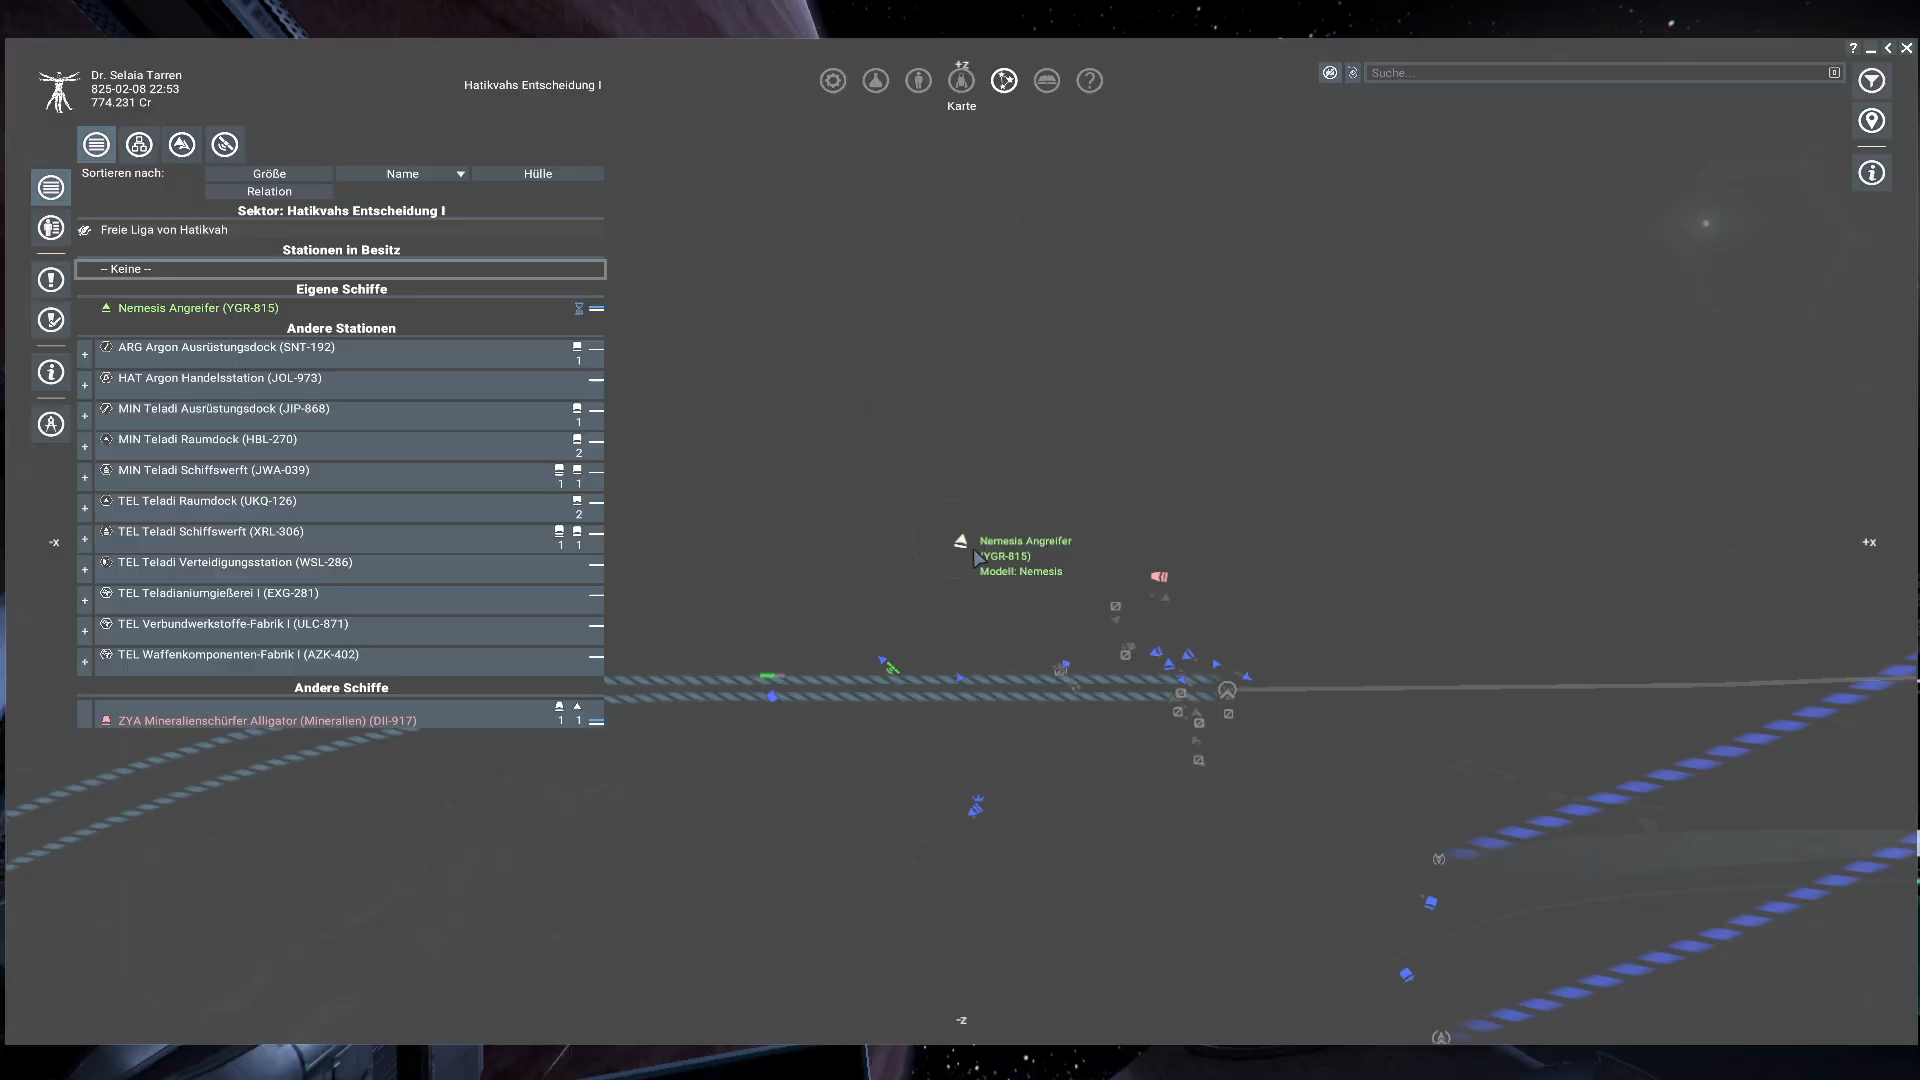 Dr. Selaia Tarren
825-02-08 22:53
774.231 Cr
Hatikvahs Entscheidung I
+z
Karte
Suche...
?
Sortieren nach:
Größe
Name
Hülle
Relation
Sektor: Hatikvahs Entscheidung I
Freie Liga von Hatikvah
Stationen in Besitz
-- Keine --
Eigene Schiffe
Nemesis Angreifer (YGR-815)
Andere Stationen
+ ARG Argon Ausrüstungsdock (SNT-192)
1
+ HAT Argon Handelsstation (JOL-973)
+ MIN Teladi Ausrüstungsdock (JIP-868)
1
+ MIN Teladi Raumdock (HBL-270)
2
+ MIN Teladi Schiffswerft (JWA-039)
1 1
+ TEL Teladi Raumdock (UKQ-126)
2
+ TEL Teladi Schiffswerft (XRL-306)
1 1
+ TEL Teladi Verteidigungsstation (WSL-286)
+ TEL Teladianiumgießerei I (EXG-281)
+ TEL Verbundwerkstoffe-Fabrik I (ULC-871)
+ TEL Waffenkomponenten-Fabrik I (AZK-402)
Andere Schiffe
ZYA Mineralienschürfer Alligator (Mineralien) (DII-917)
1 1
-x
Nemesis Angreifer
(YGR-815)
Modell: Nemesis
+x
-z